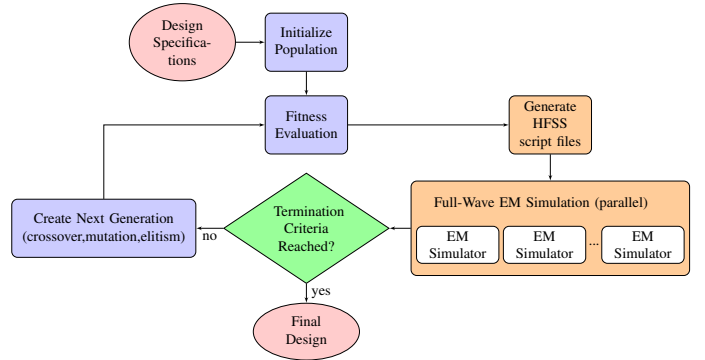 Design
Specifica-
tions
Initialize
Population
Fitness
Evaluation
Generate
HFSS
script files
Full-Wave EM Simulation (parallel)
EM
Simulator
EM
Simulator
...
EM
Simulator
Termination
Criteria
Reached?
no
Create Next Generation
(crossover,mutation,elitism)
yes
Final
Design